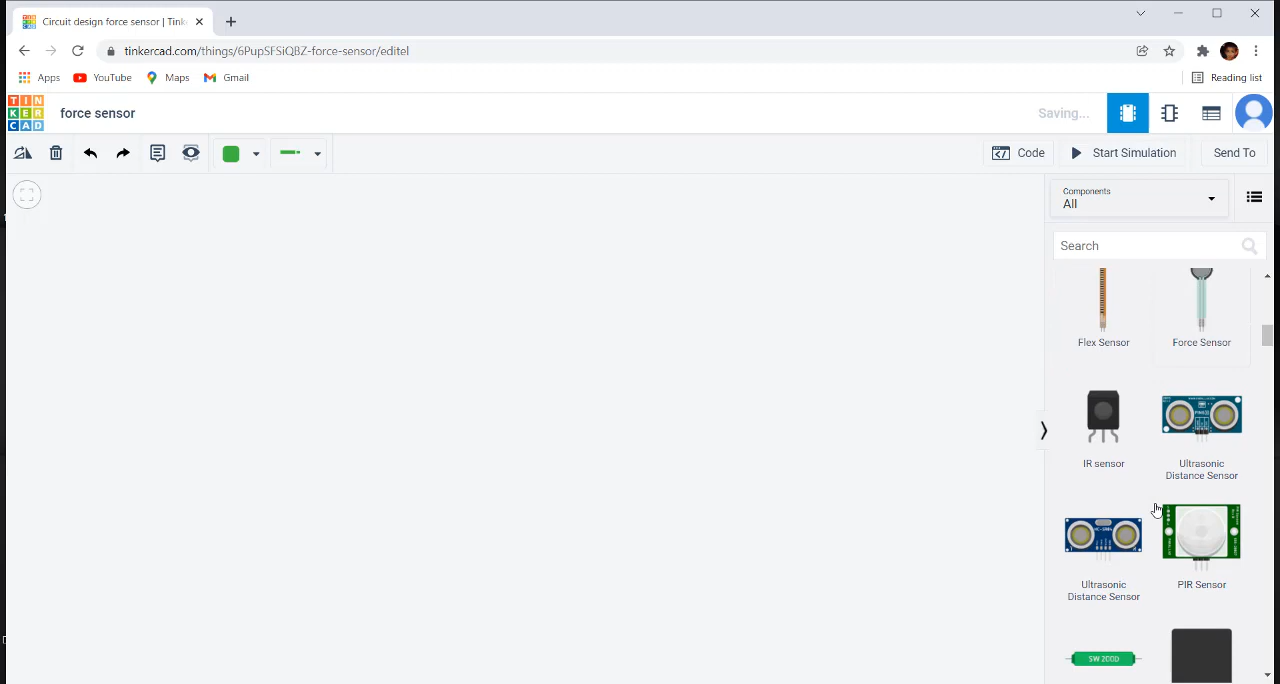 Circuit design force sensor | Tink
tinkercad.com/things/6PupSFSiQBZ-force-sensor/editel
Apps YouTube Maps Gmail Reading list
TIN
KER
CAD
force sensor
Saving...
Code Start Simulation Send To
Components
All
Search
Flex Sensor Force Sensor
IR sensor Ultrasonic
Distance Sensor
Ultrasonic
Distance Sensor
PIR Sensor
SW 200D